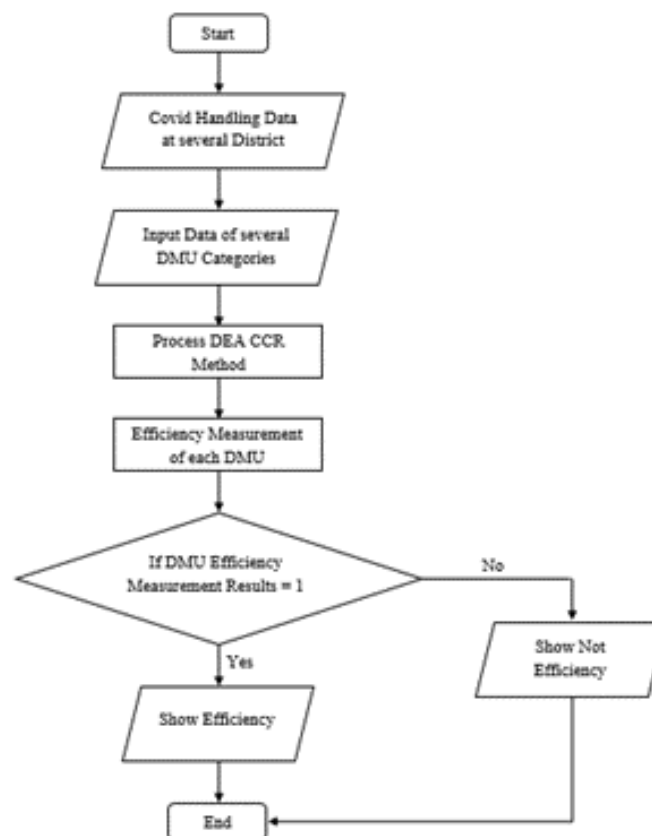 Start
Covid Handling Data
at several District
Input Data of several
DMU Categories
Process DEA CCR
Method
Efficiency Measurement
of each DMU
If DMU Efficiency
Measurement Results = 1
No
Yes
Show Not
Efficiency
Show Efficiency
End